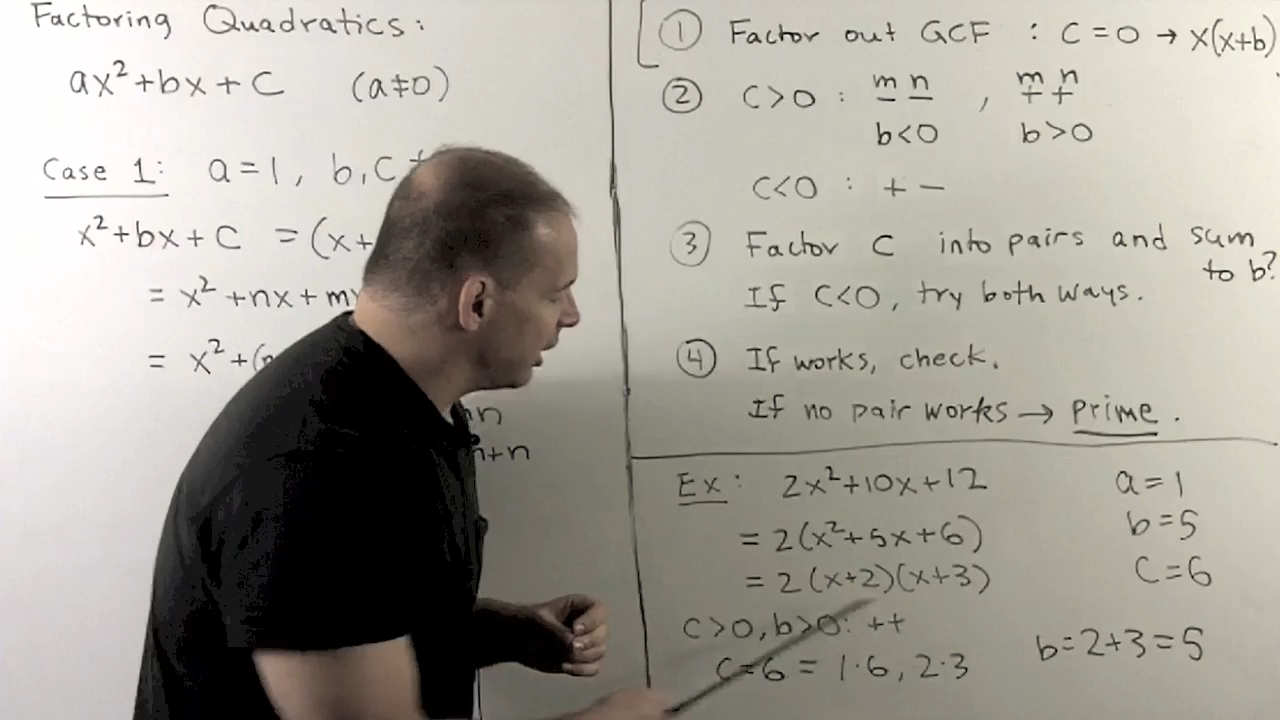 Factoring Quadratics:
ax²+bx+c (a≠0)
Case 1: a=1, b, c
x²+bx+c = (x+
= x²+nx+m
= x²+(n
n
m+n
① Factor out GCF : c=0 → x(x+b)
② c>0 : m n , m n
− − + +
b<0 b>0
c<0 : + −
③ Factor c into pairs and sum
to b?
If c<0, try both ways.
④ If works, check.
If no pair works → prime.
Ex: 2x²+10x+12
= 2(x²+5x+6)
= 2(x+2)(x+3)
c>0, b>0: ++
c=6 = 1·6, 2·3
a=1
b=5
c=6
b=2+3=5